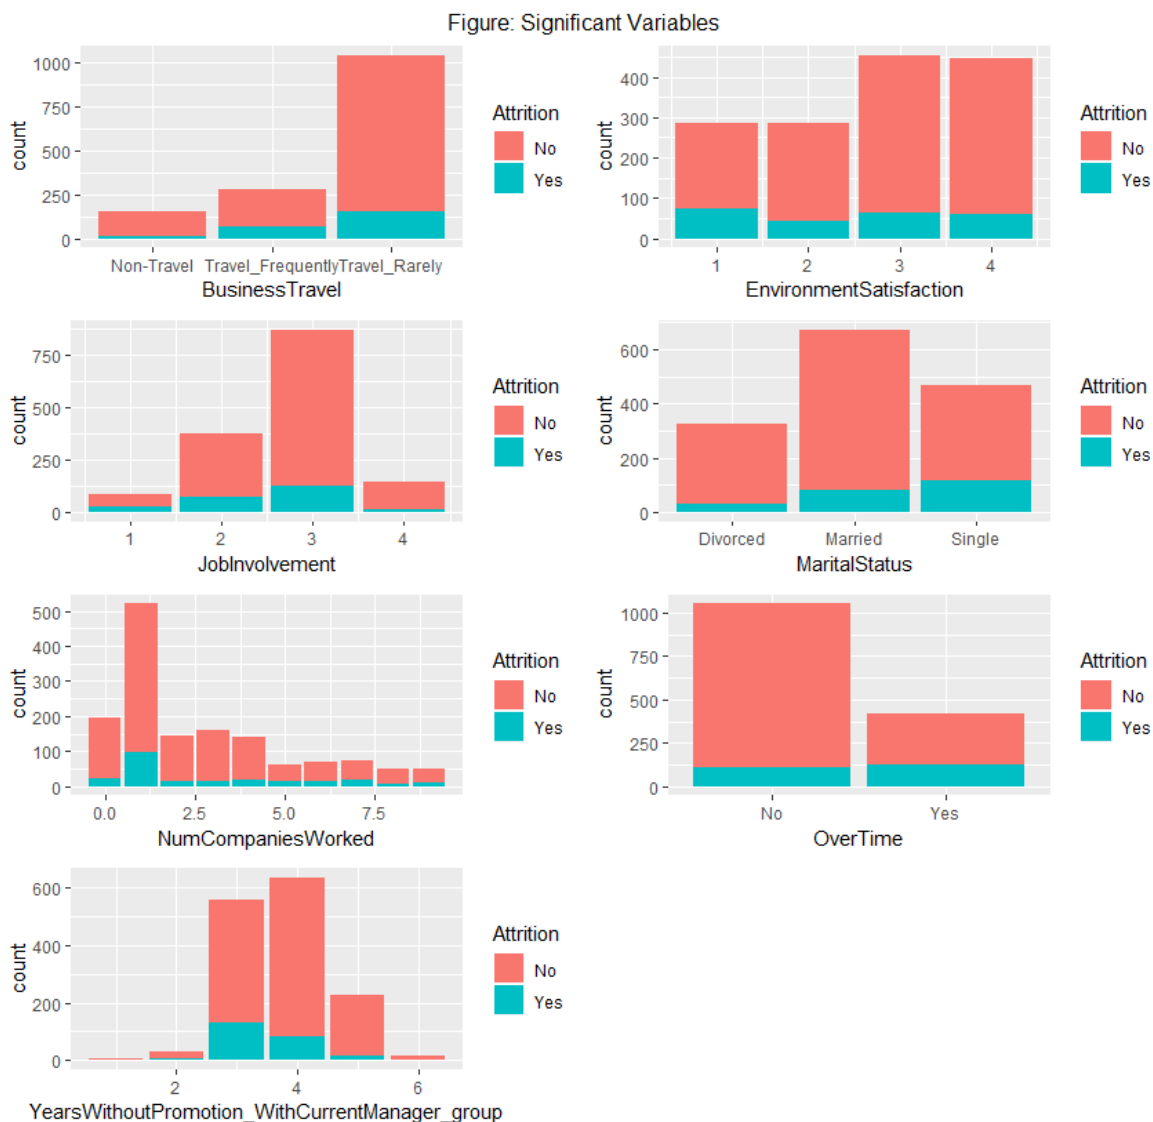 Figure: Significant Variables
1000
750
500
250
0
count
Non-Travel Travel_Frequently Travel_Rarely
BusinessTravel
Attrition
No
Yes
400
300
200
100
0
count
1 2 3 4
EnvironmentSatisfaction
Attrition
No
Yes
750
500
250
0
count
1 2 3 4
JobInvolvement
Attrition
No
Yes
600
400
200
0
count
Divorced Married Single
MaritalStatus
Attrition
No
Yes
500
400
300
200
100
0
count
0.0 2.5 5.0 7.5
NumCompaniesWorked
Attrition
No
Yes
1000
750
500
250
0
count
No Yes
OverTime
Attrition
No
Yes
600
400
200
0
count
2 4 6
YearsWithoutPromotion_WithCurrentManager_group
Attrition
No
Yes